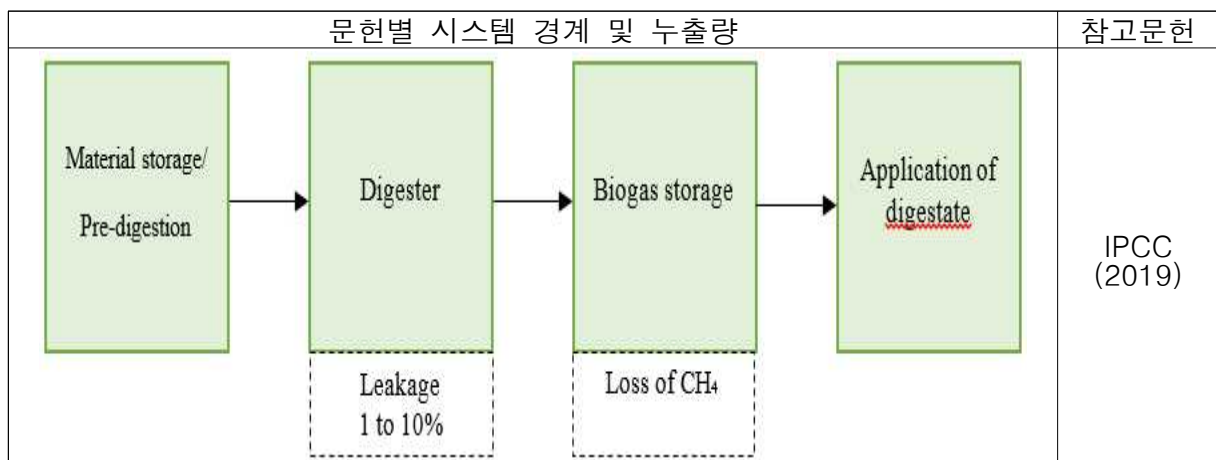 문헌별 시스템 경계 및 누출량
참고문헌
Material storage/
Pre-digestion
Digester
Biogas storage
Application of
digestate
Leakage
1 to 10%
Loss of CH₄
IPCC
(2019)